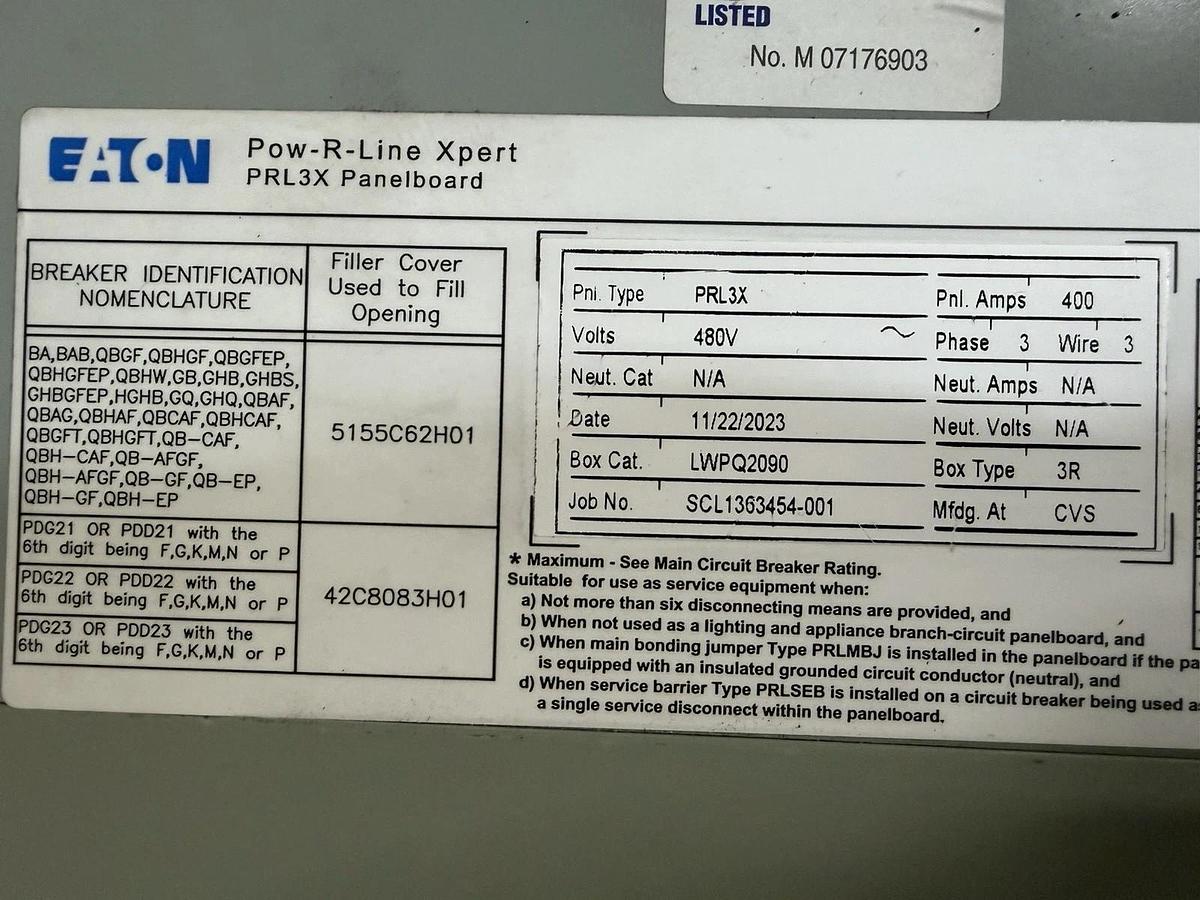 LISTED
No. M 07176903
EATON
Pow-R-Line Xpert
PRL3X Panelboard
BREAKER IDENTIFICATION NOMENCLATURE
Filler Cover Used to Fill Opening
BA,BAB,QBGF,QBHGF,QBGFEP,
QBHGFEP,QBHW,GB,GHB,GHBS,
GHBGFEP,HGHB,GQ,GHQ,QBAF,
QBAG,QBHAF,QBCAF,QBHCAF,
QBGFT,QBHGFT,QB-CAF,
QBH-CAF,QB-AFGF,
QBH-AFGF,QB-GF,QB-EP,
QBH-GF,QBH-EP
5155C62H01
PDG21 OR PDD21 with the
6th digit being F,G,K,M,N or P
PDG22 OR PDD22 with the
6th digit being F,G,K,M,N or P
PDG23 OR PDD23 with the
6th digit being F,G,K,M,N or P
42C8083H01
Pnl. Type PRL3X Pnl. Amps 400
Volts 480V ~ Phase 3 Wire 3
Neut. Cat N/A Neut. Amps N/A
Date 11/22/2023 Neut. Volts N/A
Box Cat. LWPQ2090 Box Type 3R
Job No. SCL1363454-001 Mfdg. At CVS
* Maximum - See Main Circuit Breaker Rating.
Suitable for use as service equipment when:
a) Not more than six disconnecting means are provided, and
b) When not used as a lighting and appliance branch-circuit panelboard, and
c) When main bonding jumper Type PRLMBJ is installed in the panelboard if the pa
is equipped with an insulated grounded circuit conductor (neutral), and
d) When service barrier Type PRLSEB is installed on a circuit breaker being used as
a single service disconnect within the panelboard.